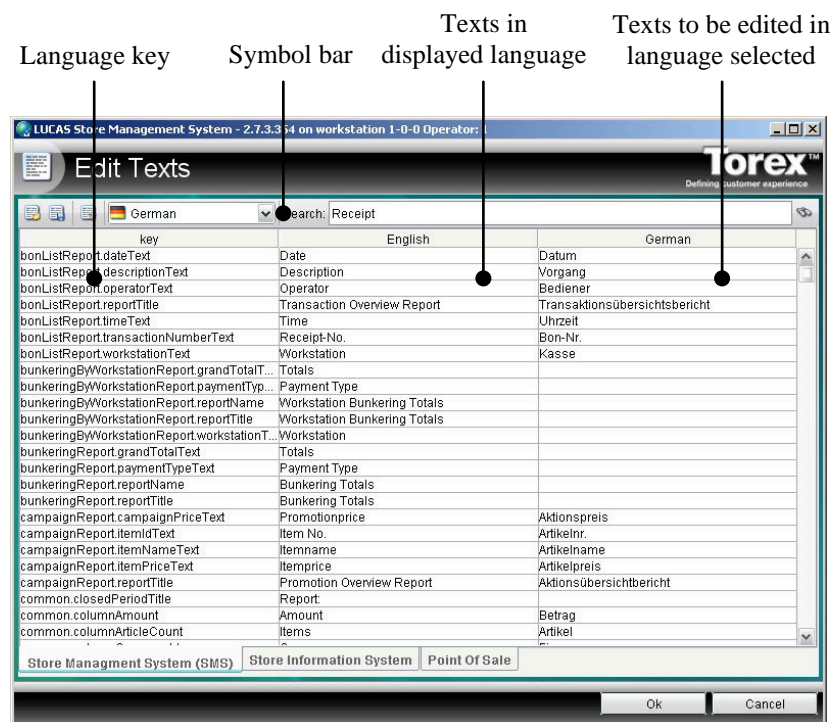 Language key Symbol bar Texts in displayed language Texts to be edited in language selected
LUCAS Store Management System - 2.7.3.354 on workstation 1-0-0 Operator: 1
Edit Texts
Torex™
Defining customer experience
German Search: Receipt
key English German
bonListReport.dateText Date Datum
bonListReport.descriptionText Description Vorgang
bonListReport.operatorText Operator Bediener
bonListReport.reportTitle Transaction Overview Report Transaktionsübersichtsbericht
bonListReport.timeText Time Uhrzeit
bonListReport.transactionNumberText Receipt-No. Bon-Nr.
bonListReport.workstationText Workstation Kasse
bunkeringByWorkstationReport.grandTotalT... Totals
bunkeringByWorkstationReport.paymentTyp... Payment Type
bunkeringByWorkstationReport.reportName Workstation Bunkering Totals
bunkeringByWorkstationReport.reportTitle Workstation Bunkering Totals
bunkeringByWorkstationReport.workstationT... Workstation
bunkeringReport.grandTotalText Totals
bunkeringReport.paymentTypeText Payment Type
bunkeringReport.reportName Bunkering Totals
bunkeringReport.reportTitle Bunkering Totals
campaignReport.campaignPriceText Promotionprice Aktionspreis
campaignReport.itemIdText Item No. Artikelnr.
campaignReport.itemNameText Itemname Artikelname
campaignReport.itemPriceText Itemprice Artikelpreis
campaignReport.reportTitle Promotion Overview Report Aktionsübersichtbericht
common.closedPeriodTitle Report:
common.columnAmount Amount Betrag
common.columnArticleCount Items Artikel
Store Managment System (SMS) Store Information System Point Of Sale
Ok Cancel